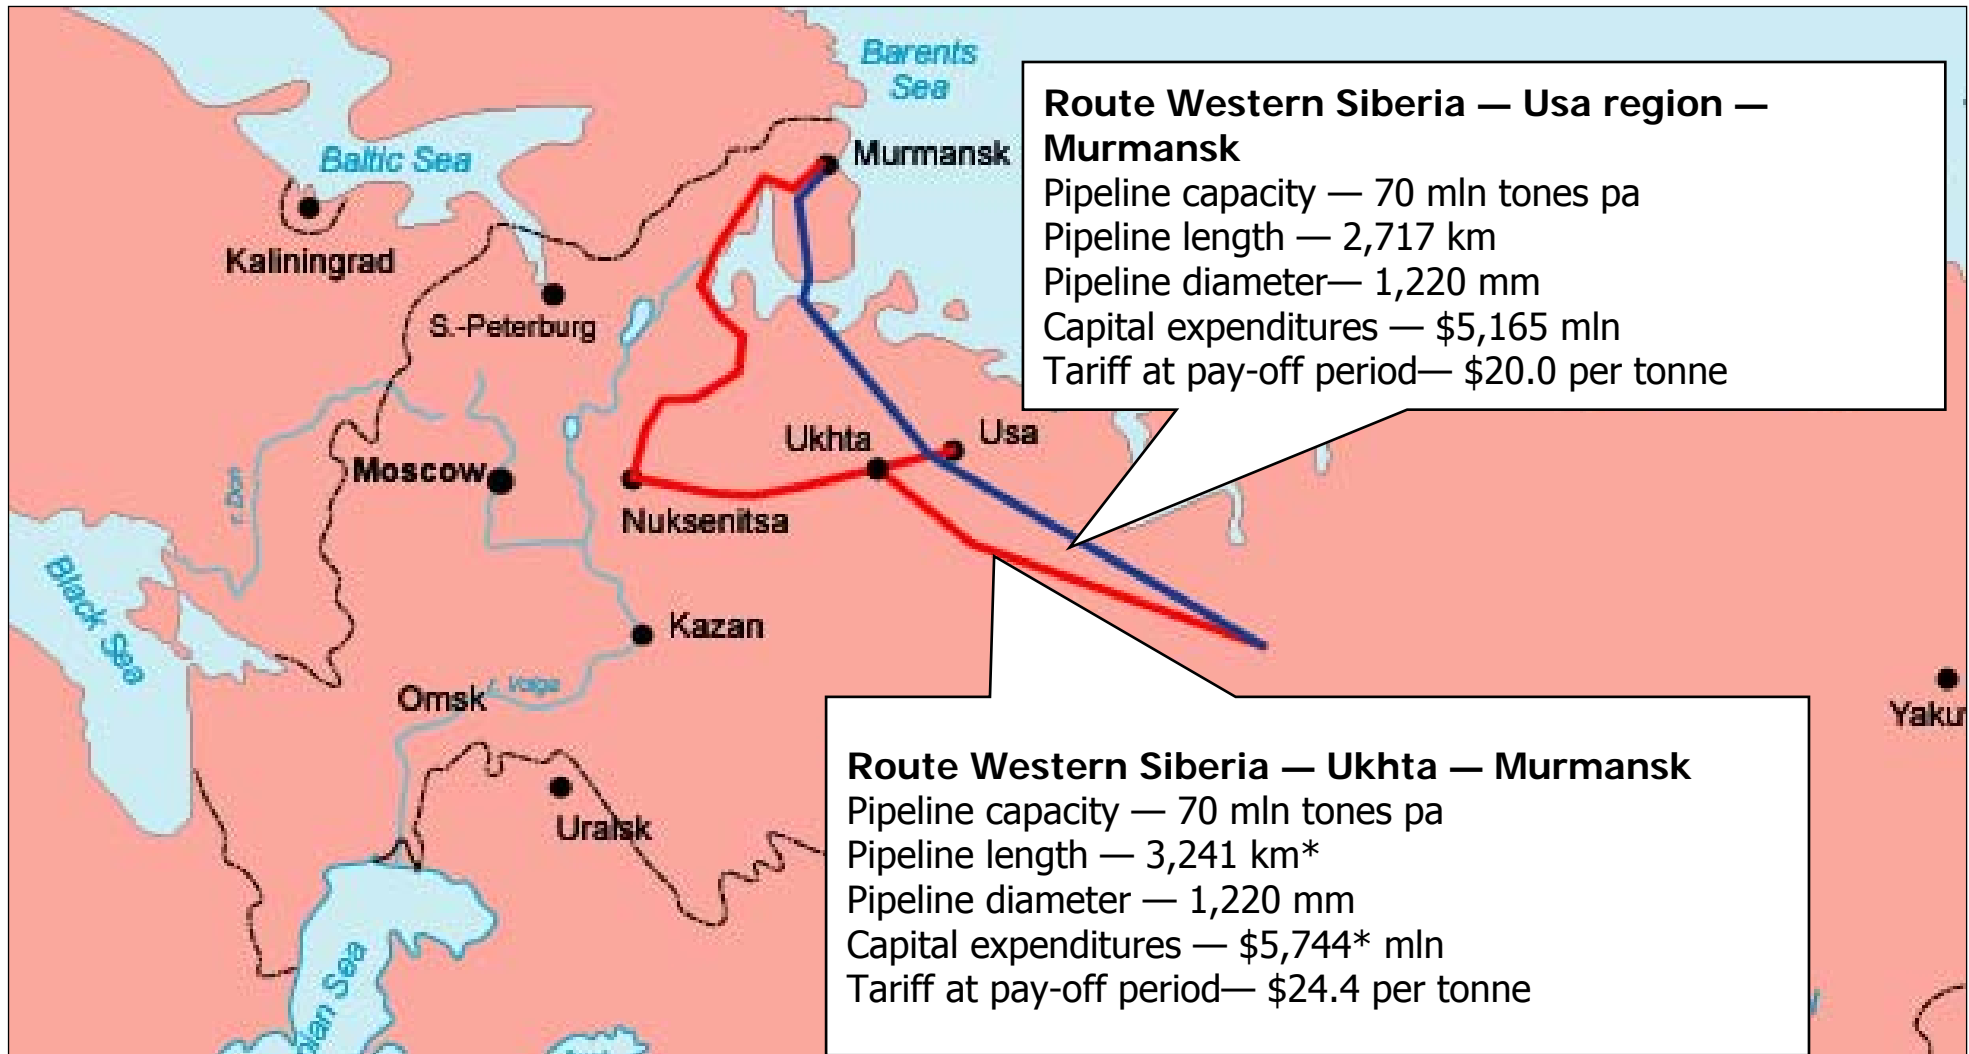 Barents
Sea
Route Western Siberia — Usa region —
Murmansk
Pipeline capacity — 70 mln tones pa
Pipeline length — 2,717 km
Pipeline diameter— 1,220 mm
Capital expenditures — $5,165 mln
Tariff at pay-off period— $20.0 per tonne
Murmansk
Baltic Sea
Kaliningrad
S.-Peterburg
Ukhta
Usa
Moscow
r. Don
Nuksenitsa
Black Sea
Kazan
r. Volga
Omsk
Yaku
Route Western Siberia — Ukhta — Murmansk
Pipeline capacity — 70 mln tones pa
Pipeline length — 3,241 km*
Pipeline diameter — 1,220 mm
Capital expenditures — $5,744* mln
Tariff at pay-off period— $24.4 per tonne
Uralsk
pian Sea